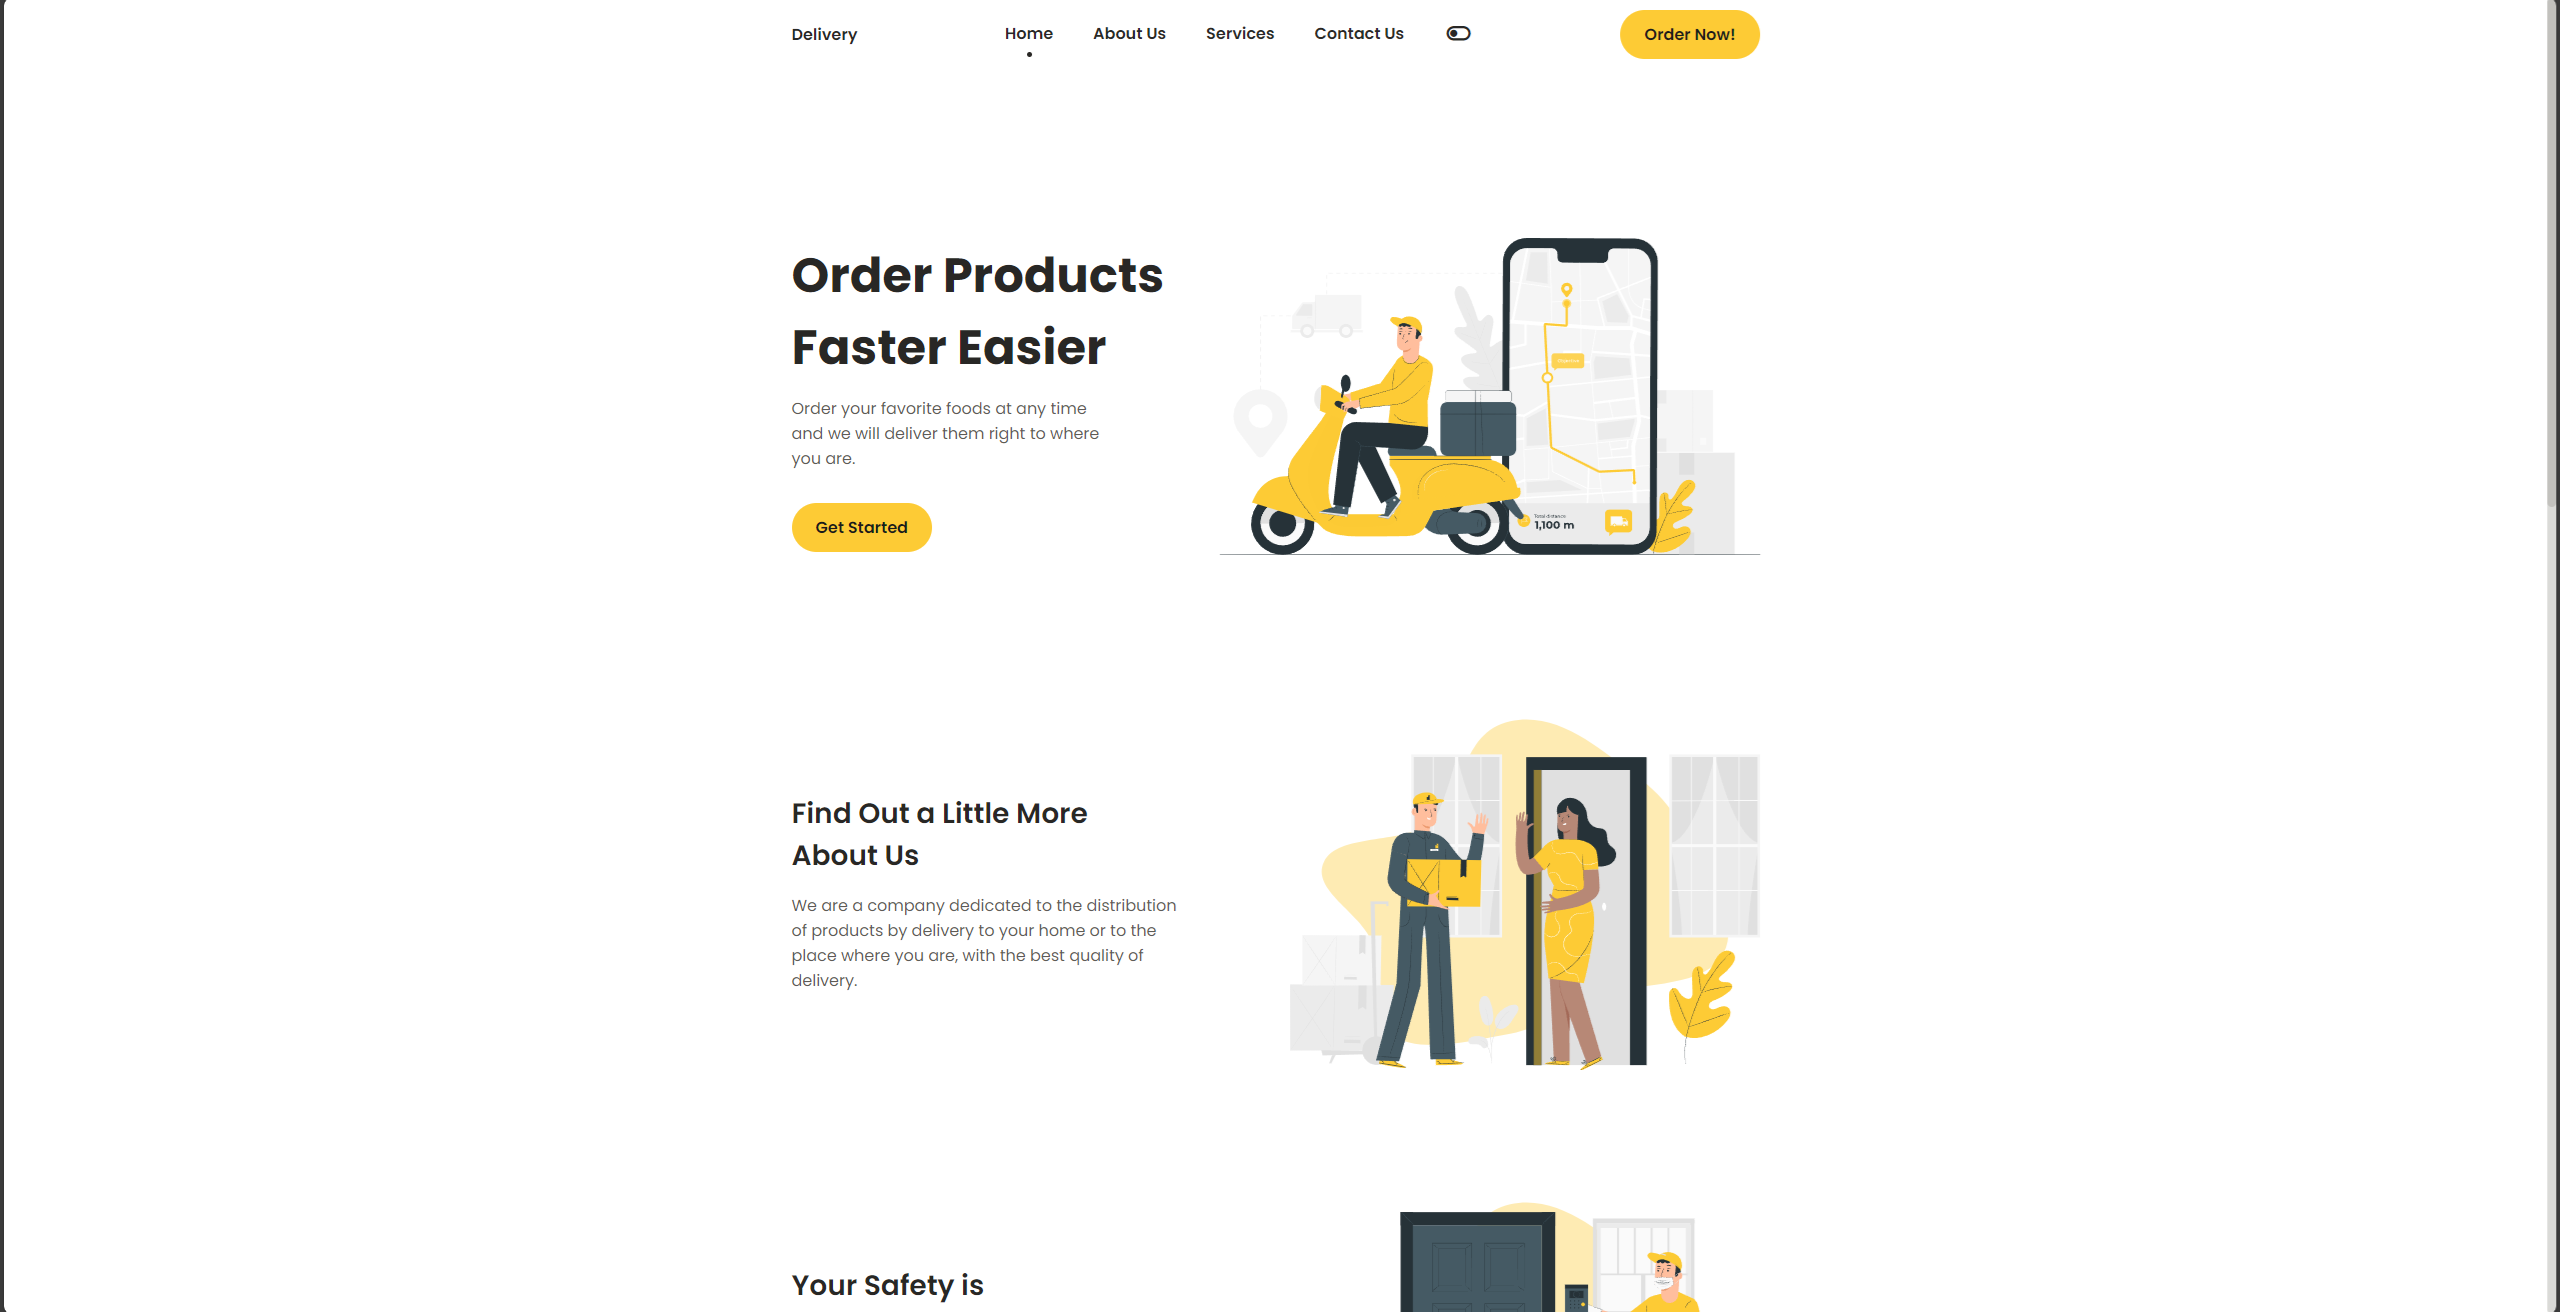 Delivery
Home
About Us
Services
Contact Us
Order Now!
Order Products
Faster Easier
Order your favorite foods at any time
and we will deliver them right to where
you are.
Get Started
Total distance
1,100 m
Find Out a Little More
About Us
We are a company dedicated to the distribution
of products by delivery to your home or to the
place where you are, with the best quality of
delivery.
Your Safety is